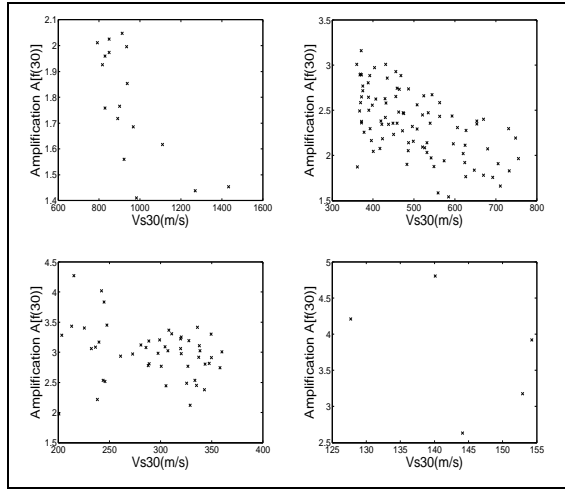 Amplification A[f(30)]
2.1
2
1.9
1.8
1.7
1.6
1.5
1.4
600 800 1000 1200 1400 1600
Vs30(m/s)
Amplification A[f(30)]
3.5
3
2.5
2
1.5
300 400 500 600 700 800
Vs30(m/s)
Amplification A[f(30)]
4.5
4
3.5
3
2.5
2
1.5
200 250 300 350 400
Vs30(m/s)
Amplification A[f(30)]
5
4.5
4
3.5
3
2.5
125 130 135 140 145 150 155
Vs30(m/s)